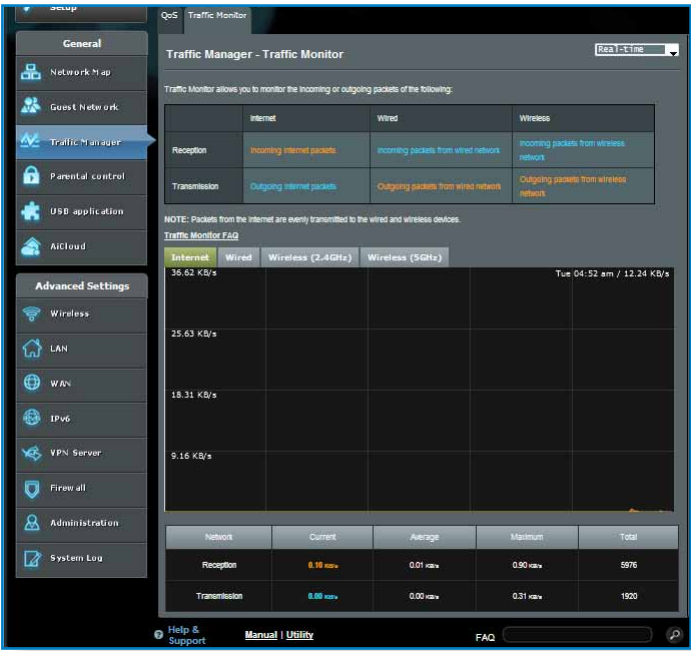 Setup
QoS Traffic Monitor
General
Network Map
Guest Network
Traffic Manager
Parental control
USB application
AiCloud
Advanced Settings
Wireless
LAN
WAN
IPv6
VPN Server
Firewall
Administration
System Log
Traffic Manager - Traffic Monitor
Real-time
Traffic Monitor allows you to monitor the incoming or outgoing packets of the following:
Internet Wired Wireless
Reception Incoming internet packets Incoming packets from wired network Incoming packets from wireless
network
Transmission Outgoing internet packets Outgoing packets from wired network Outgoing packets from wireless
network
NOTE: Packets from the Internet are evenly transmitted to the wired and wireless devices.
Traffic Monitor FAQ
Internet Wired Wireless (2.4GHz) Wireless (5GHz)
36.62 KB/s Tue 04:52 am / 12.24 KB/s
25.63 KB/s
18.31 KB/s
9.16 KB/s
Network Current Average Maximum Total
Reception 0.10 KB/s 0.01 KB/s 0.90 KB/s 5976
Transmission 0.00 KB/s 0.00 KB/s 0.31 KB/s 1920
Help &
Support
Manual | Utility FAQ